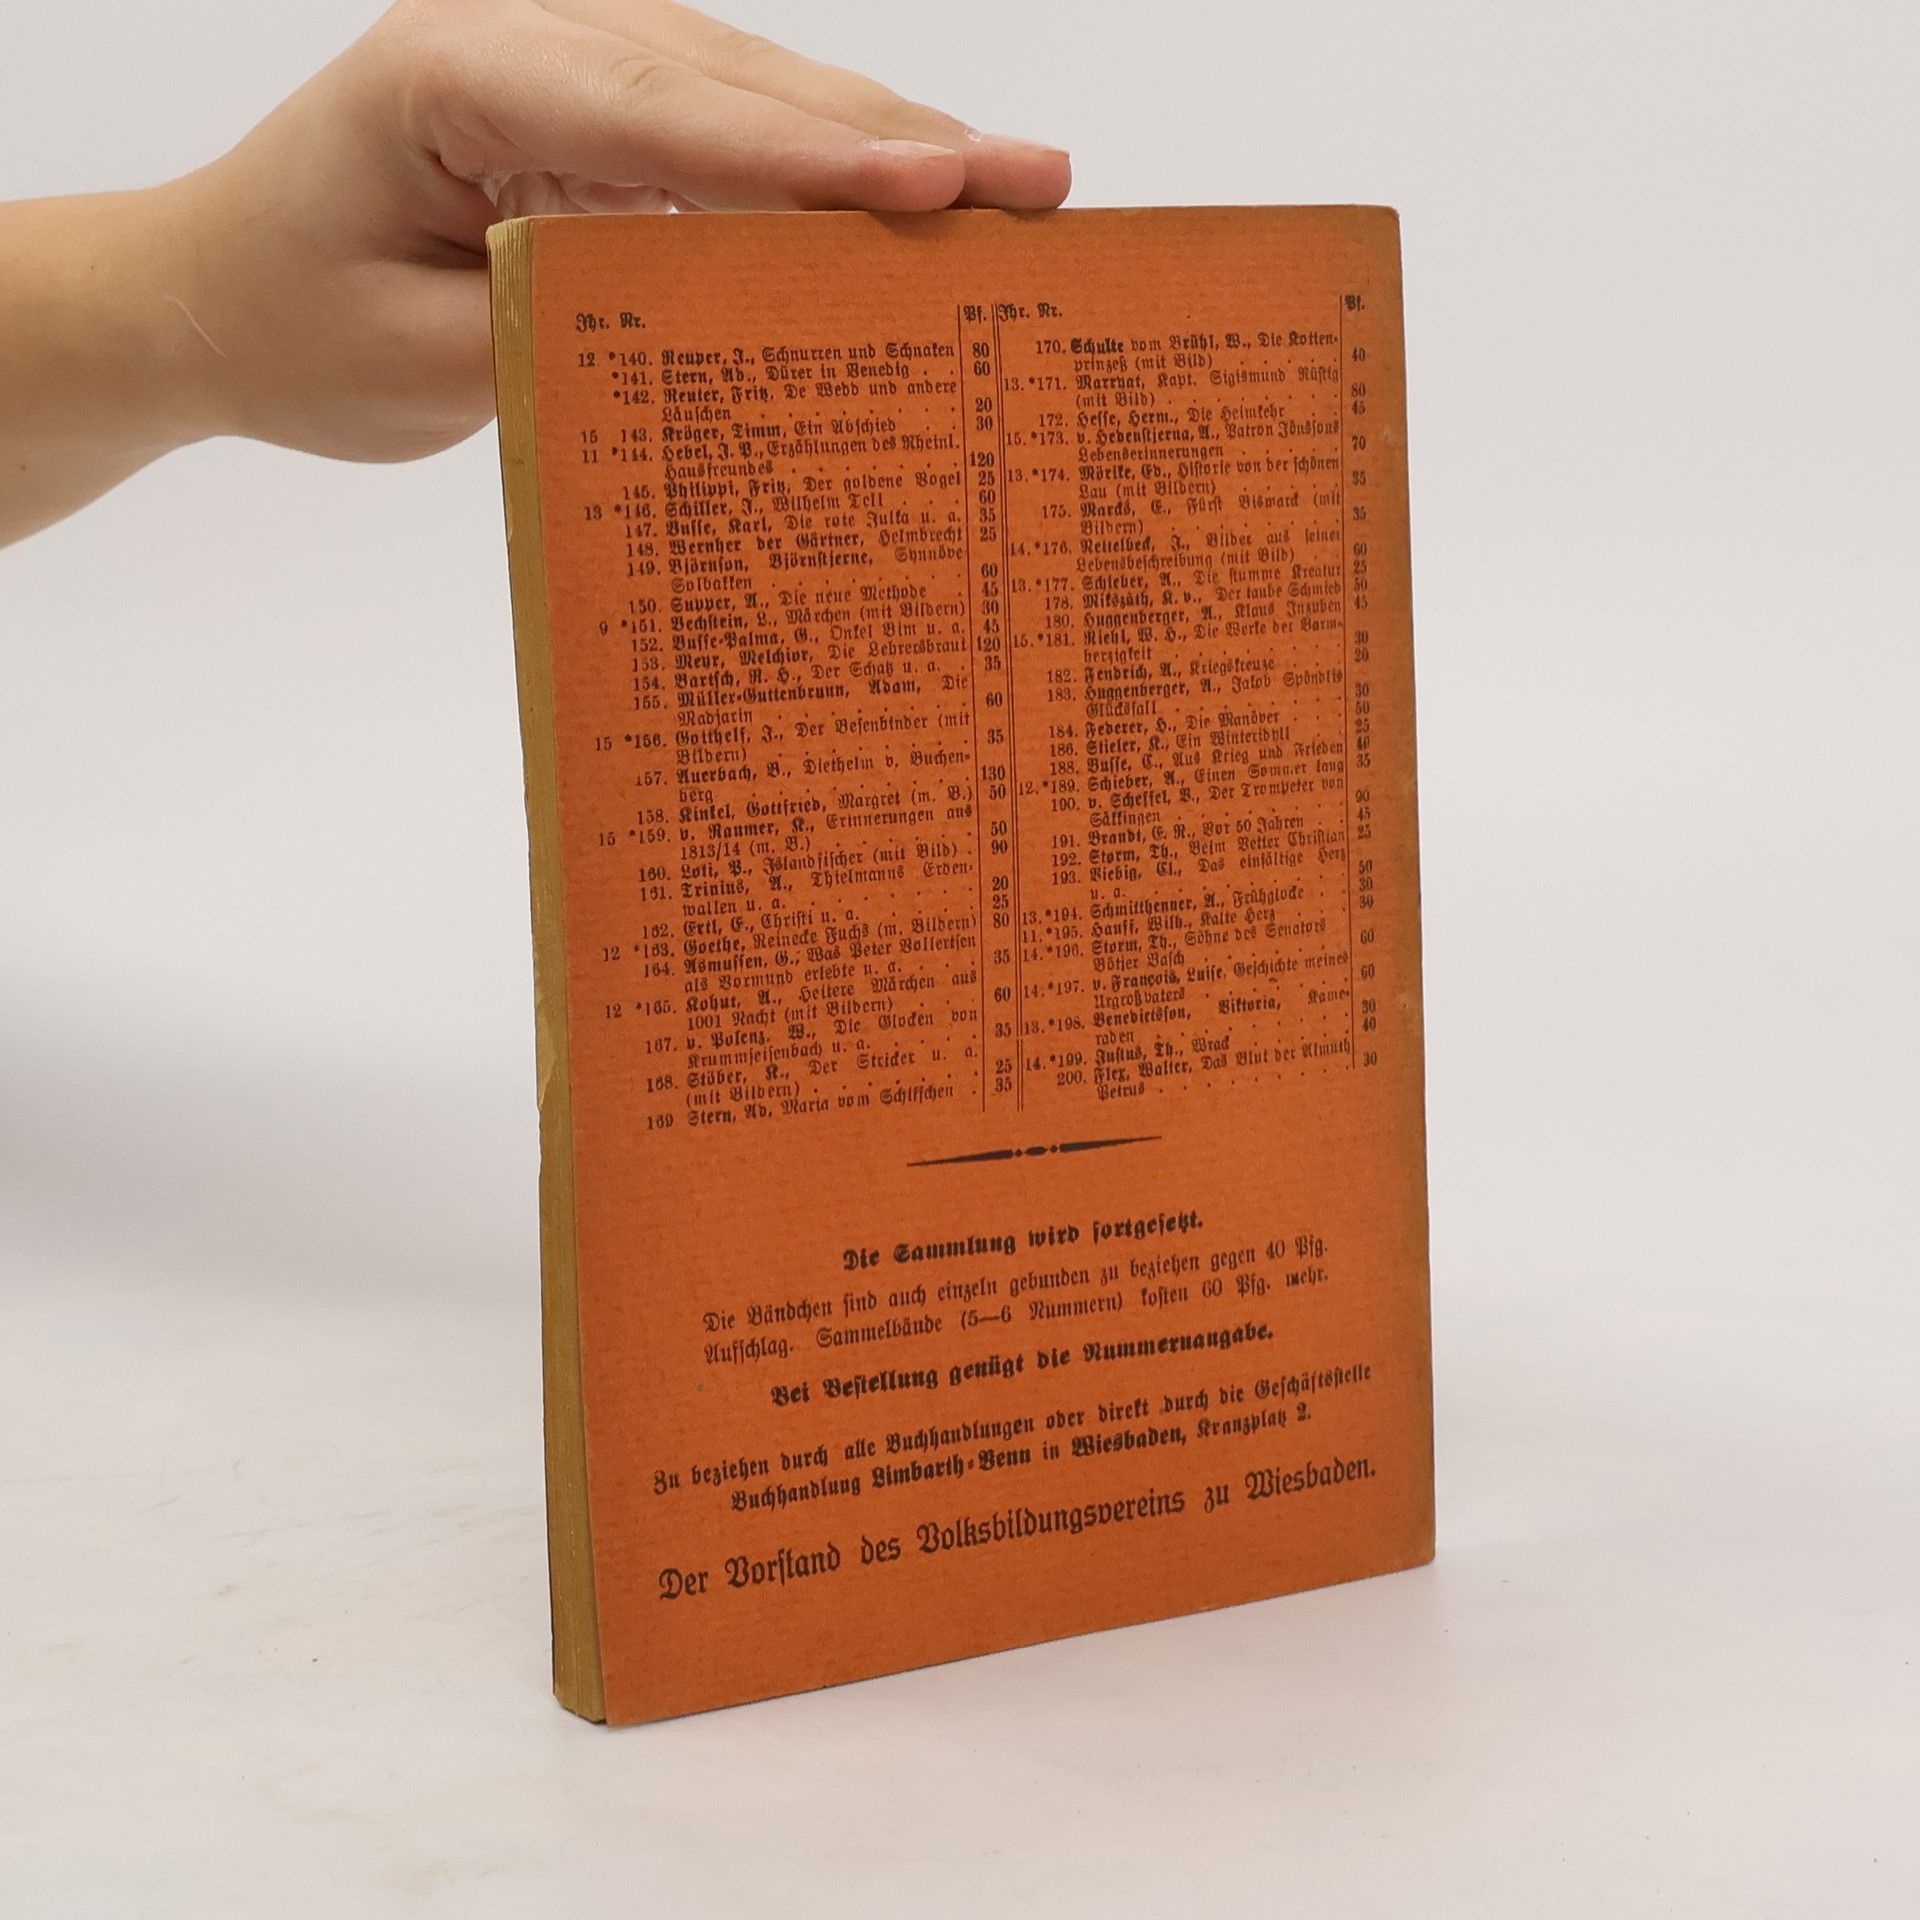 Ihr. Nr.
Pf.
12 *140. Reuper, J., Schnurren und Schnaken 80
*141. Stern, Ad., Dürer in Venedig . . 60
*142. Reuter, Fritz, De Wedd und andere
Läuschen . . . . . . . 20
15 143. Kröger, Timm, Ein Abschied . . 30
11 *144. Hebel, J. P., Erzählungen des Rheinl.
Hausfreundes . . . . . . . 120
145. Philippi, Fritz, Der goldene Vogel 25
13 *146. Schiller, J., Wilhelm Tell . . . 60
147. Busse, Karl, Die rote Julka u. a. 35
148. Wernher der Gärtner, Helmbrecht 25
149. Björnson, Björnstjerne, Synnöve
Solbakken . . . . . . . 60
150. Supper, A., Die neue Methode . 45
9 *151. Bechstein, L., Märchen (mit Bildern) 30
152. Busse-Palma, G., Onkel Bim u. a. 45
153. Meyr, Melchior, Die Lehrersbraut 120
154. Bartsch, R. H., Der Schatz u. a. . 35
155. Müller-Guttenbrunn, Adam, Die
Madjarin . . . . . . . 60
15 *156. Gotthelf, J., Der Besenbinder (mit
Bildern) . . . . . . . 35
157. Auerbach, B., Diethelm v. Buchen-
berg . . . . . . . 130
158. Kinkel, Gottfried, Margret (m. B.) 50
15 *159. v. Raumer, K., Erinnerungen aus
1813/14 (m. B.) . . . . . 50
160. Loti, P., Islandfischer (mit Bild) . 90
161. Trinius, A., Thielmanns Erden-
wallen u. a. . . . . . . 20
162. Ertl, E., Christi u. a. . . . . 25
12 *163. Goethe, Reinecke Fuchs (m. Bildern) 80
164. Asmussen, G., Was Peter Vollertsen
als Vormund erlebte u. a. . . . 35
12 *165. Kohut, A., Heitere Märchen aus
1001 Nacht (mit Bildern) . . . 60
167. v. Polenz, W., Die Glocken von
Krummseifenbach u. a. . . . . 35
168. Stöber, K., Der Stricker u. a.
(mit Bildern) . . . . . . 25
169 Stern, Ad, Maria vom Schiffchen . 35
Ihr. Nr.
Pf.
170. Schulte vom Brühl, W., Die Kotten-
prinzeß (mit Bild) . . . . . 40
13. *171. Marryat, Kapt. Sigismund Rüstig
(mit Bild) . . . . . . . 80
172. Hesse, Herm., Die Heimkehr . . 45
15. *173. v. Hedenstjerna, A., Patron Jönssons
Lebenserinnerungen . . . . . 70
13. *174. Mörike, Ed., Historie von der schönen
Lau (mit Bildern) . . . . . 35
175. Marcks, E., Fürst Bismarck (mit
Bildern) . . . . . . . 35
14. *176. Nettelbeck, J., Bilder aus seiner
Lebensbeschreibung (mit Bild) . . 60
13. *177. Schieber, A., Die stumme Kreatur 25
178. Mikszáth, K. v., Der taube Schmied 50
180. Huggenberger, A., Klaus Inzuben 45
15. *181. Riehl, W. H., Die Werke der Barm-
herzigkeit . . . . . . . 30
182. Fendrich, A., Kriegskreuze . . . 20
183. Huggenberger, A., Jakob Spöndlis
Glücksfall . . . . . . . 30
184. Federer, H., Die Manöver . . . 50
186. Stieler, K., Ein Winteridyll . . 25
188. Busse, C., Aus Krieg und Frieden 40
12. *189. Schieber, A., Einen Sommer lang 35
190. v. Scheffel, V., Der Trompeter von
Säkkingen . . . . . . . 90
191. Brandt, E. R., Vor 50 Jahren . . 45
192. Storm, Th., Beim Vetter Christian 25
193. Viebig, Cl., Das einfältige Herz
u. a. . . . . . . . . 50
13. *194. Schmitthenner, A., Frühglocke . . 30
11. *195. Hauff, Wilh., Kalte Herz . . . 30
14. *196. Storm, Th., Söhne des Senators
Bötjer Basch . . . . . . 60
14. *197. v. François, Luise, Geschichte meines
Urgroßvaters . . . . . . 60
13. *198. Benedictsson, Viktoria, Kame-
raden . . . . . . . 30
14. *199. Justus, Th., Wrack . . . . . 40
200. Flex, Walter, Das Blut der Almuth
Petrus . . . . . . . 30
Die Sammlung wird fortgesetzt.
Die Bändchen sind auch einzeln gebunden zu beziehen gegen 40 Pfg.
Aufschlag. Sammelbände (5—6 Nummern) kosten 60 Pfg. mehr.
Bei Bestellung genügt die Nummernangabe.
Zu beziehen durch alle Buchhandlungen oder direkt durch die Geschäftsstelle
Buchhandlung Limbarth-Venn in Wiesbaden, Kranzplatz 2.
Der Vorstand des Volksbildungsvereins zu Wiesbaden.